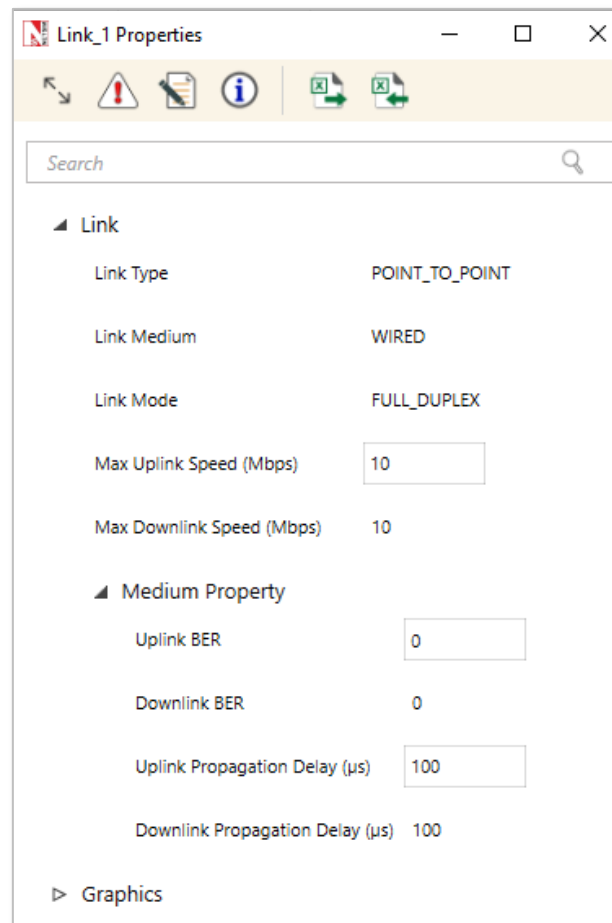 Link_1 Properties
Search
Link
Link Type POINT_TO_POINT
Link Medium WIRED
Link Mode FULL_DUPLEX
Max Uplink Speed (Mbps) 10
Max Downlink Speed (Mbps) 10
Medium Property
Uplink BER 0
Downlink BER 0
Uplink Propagation Delay (µs) 100
Downlink Propagation Delay (µs) 100
Graphics